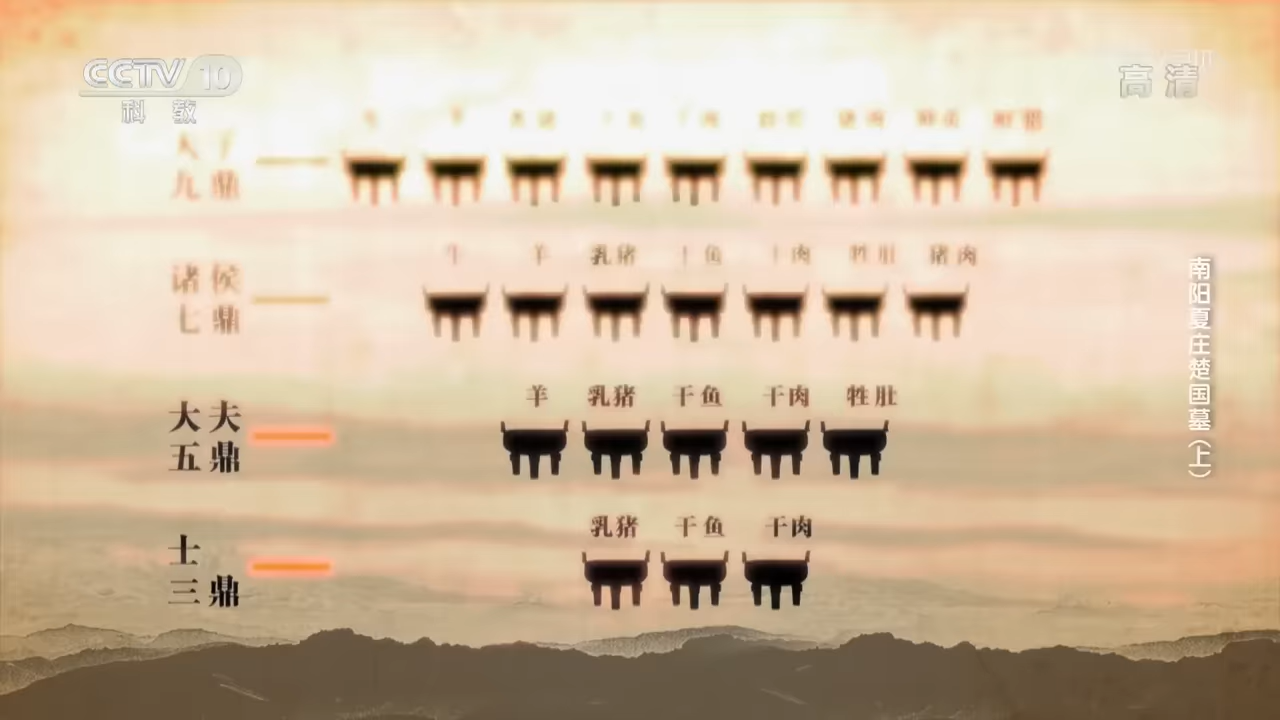 CCTV 10
科教
高清
天子
九鼎
牛 羊 乳猪 干鱼 干肉 牲肚 猪肉
诸侯
七鼎
羊 乳猪 干鱼 干肉 牲肚
大夫
五鼎
乳猪 干鱼 干肉
士
三鼎
南阳夏庄楚国墓(上)